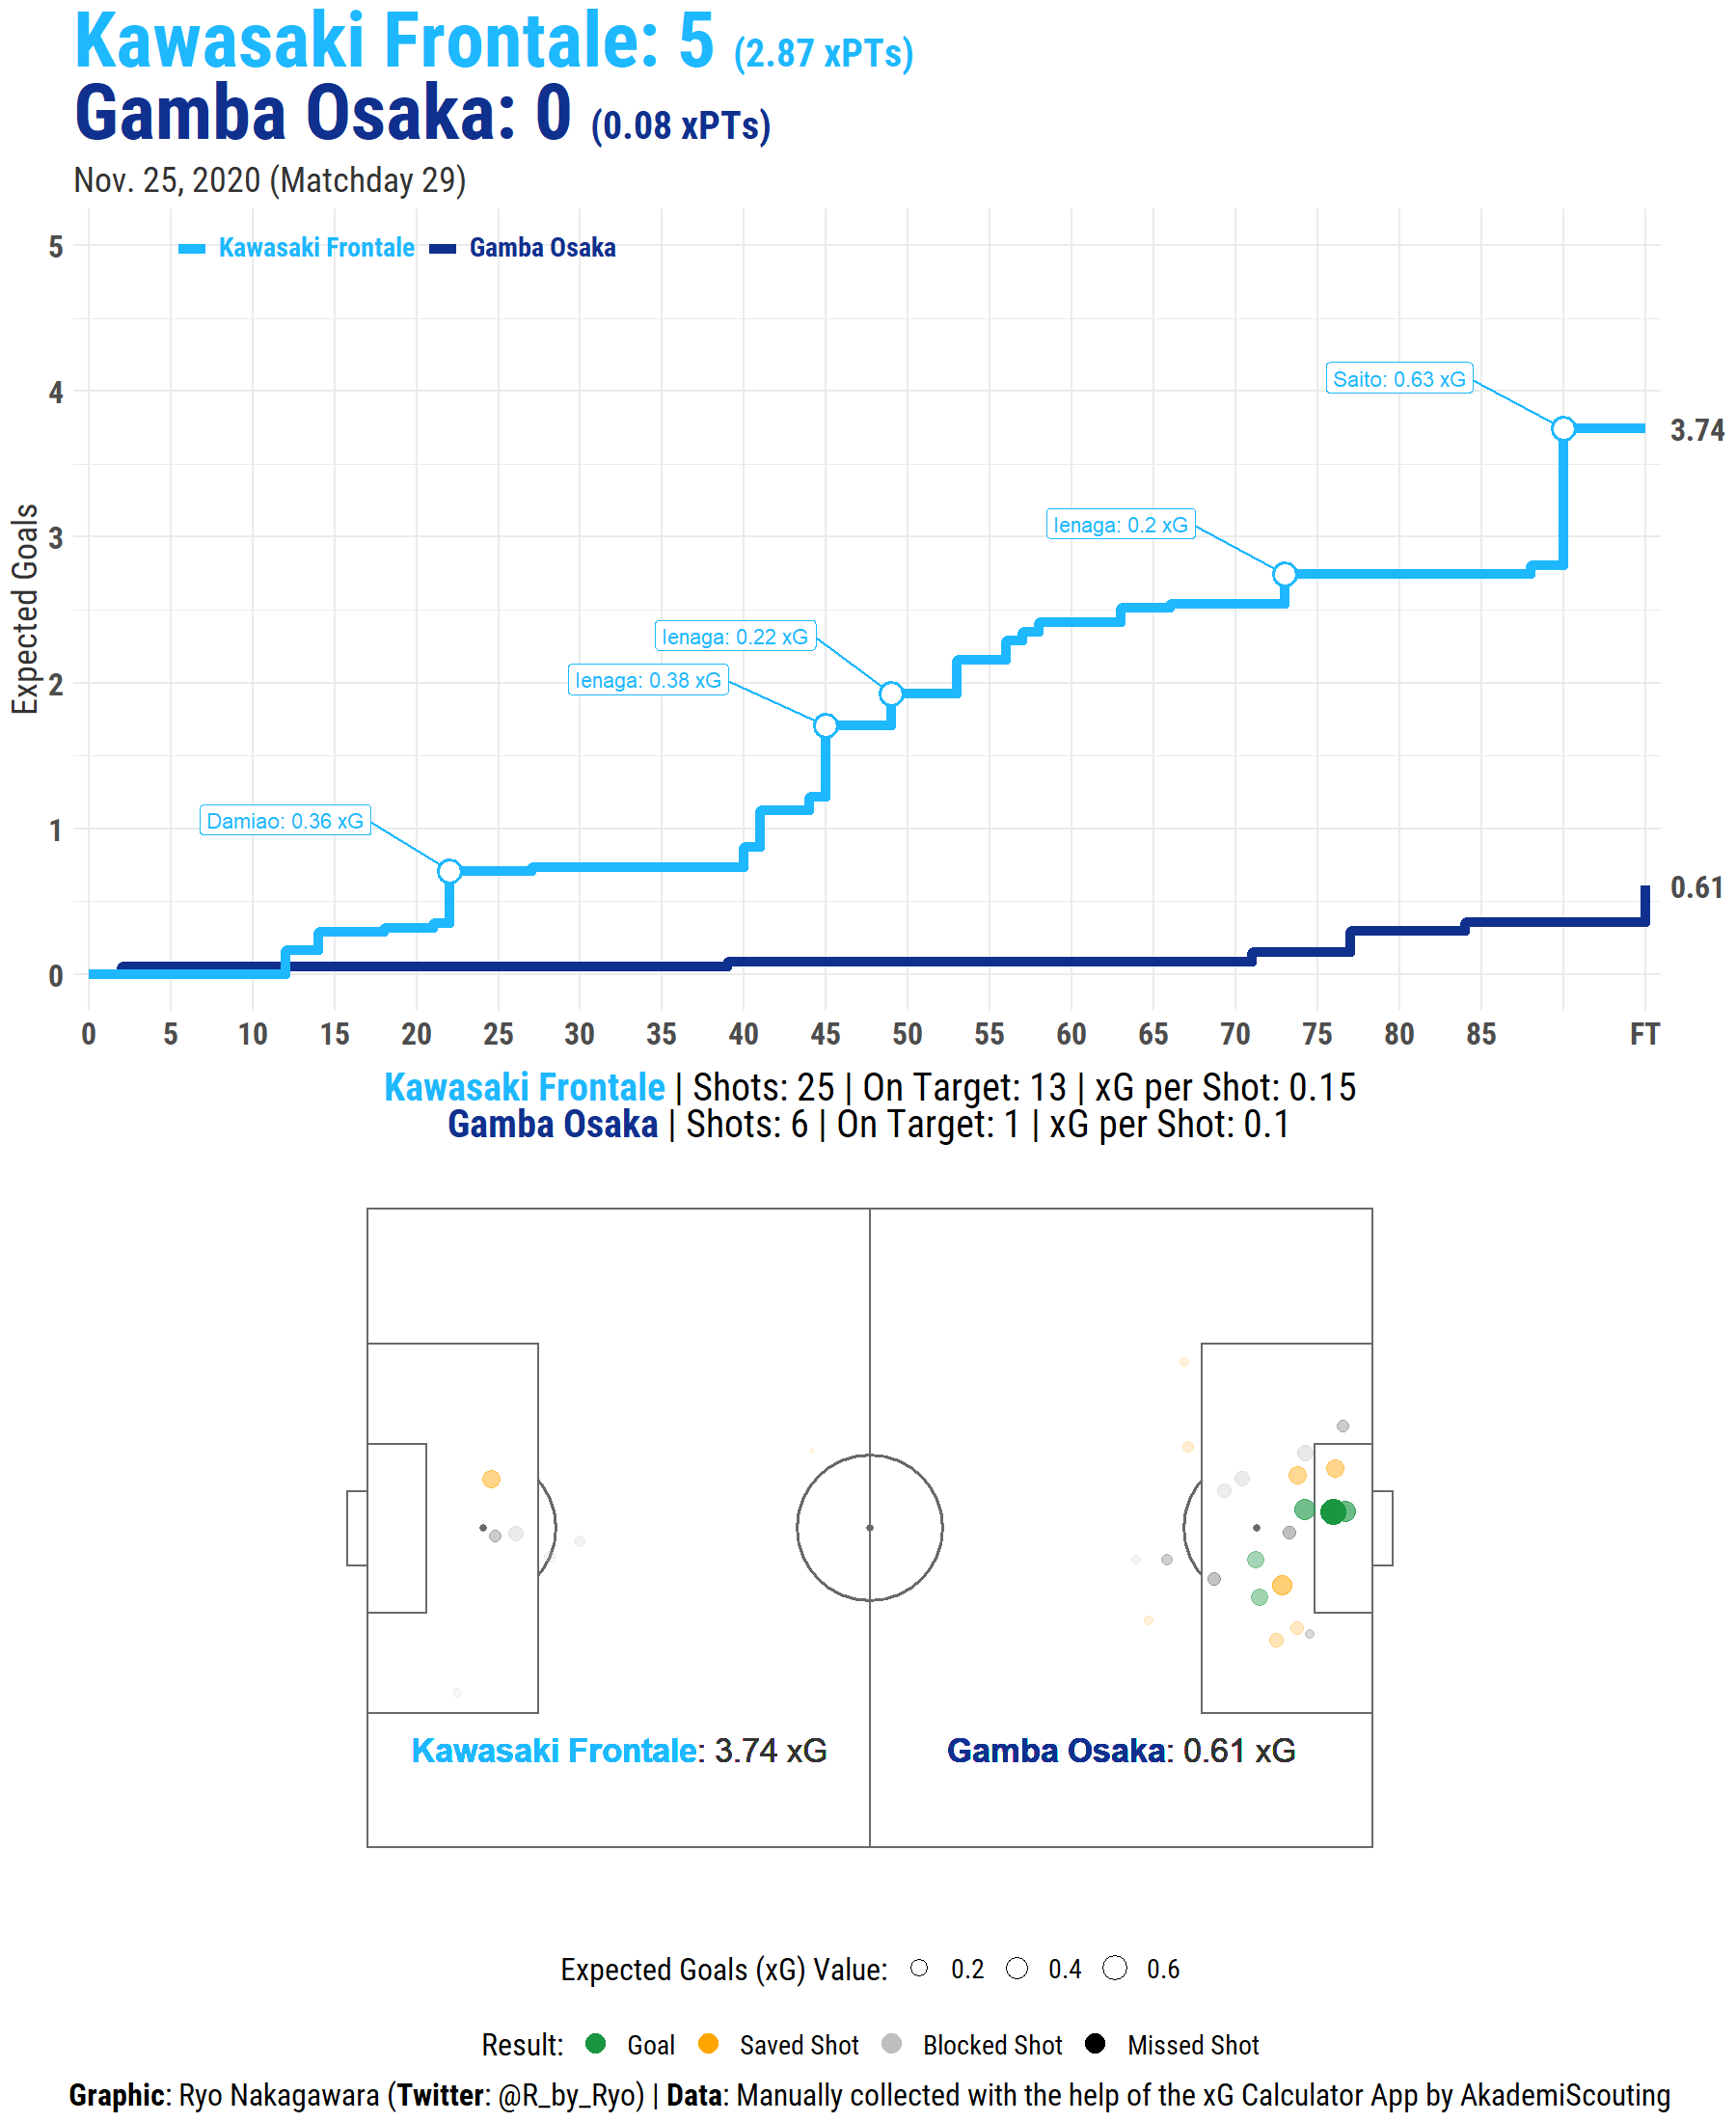 Kawasaki Frontale: 5 (2.87 xPTs)
Gamba Osaka: 0 (0.08 xPTs)
Nov. 25, 2020 (Matchday 29)
Kawasaki Frontale Gamba Osaka
Expected Goals
5
4
3
2
1
0
Saito: 0.63 xG
3.74
Ienaga: 0.2 xG
Ienaga: 0.22 xG
Ienaga: 0.38 xG
Damiao: 0.36 xG
0.61
0 5 10 15 20 25 30 35 40 45 50 55 60 65 70 75 80 85 FT
Kawasaki Frontale | Shots: 25 | On Target: 13 | xG per Shot: 0.15
Gamba Osaka | Shots: 6 | On Target: 1 | xG per Shot: 0.1
Kawasaki Frontale: 3.74 xG Gamba Osaka: 0.61 xG
Expected Goals (xG) Value: 0.2 0.4 0.6
Result: Goal Saved Shot Blocked Shot Missed Shot
Graphic: Ryo Nakagawara (Twitter: @R_by_Ryo) | Data: Manually collected with the help of the xG Calculator App by AkademiScouting